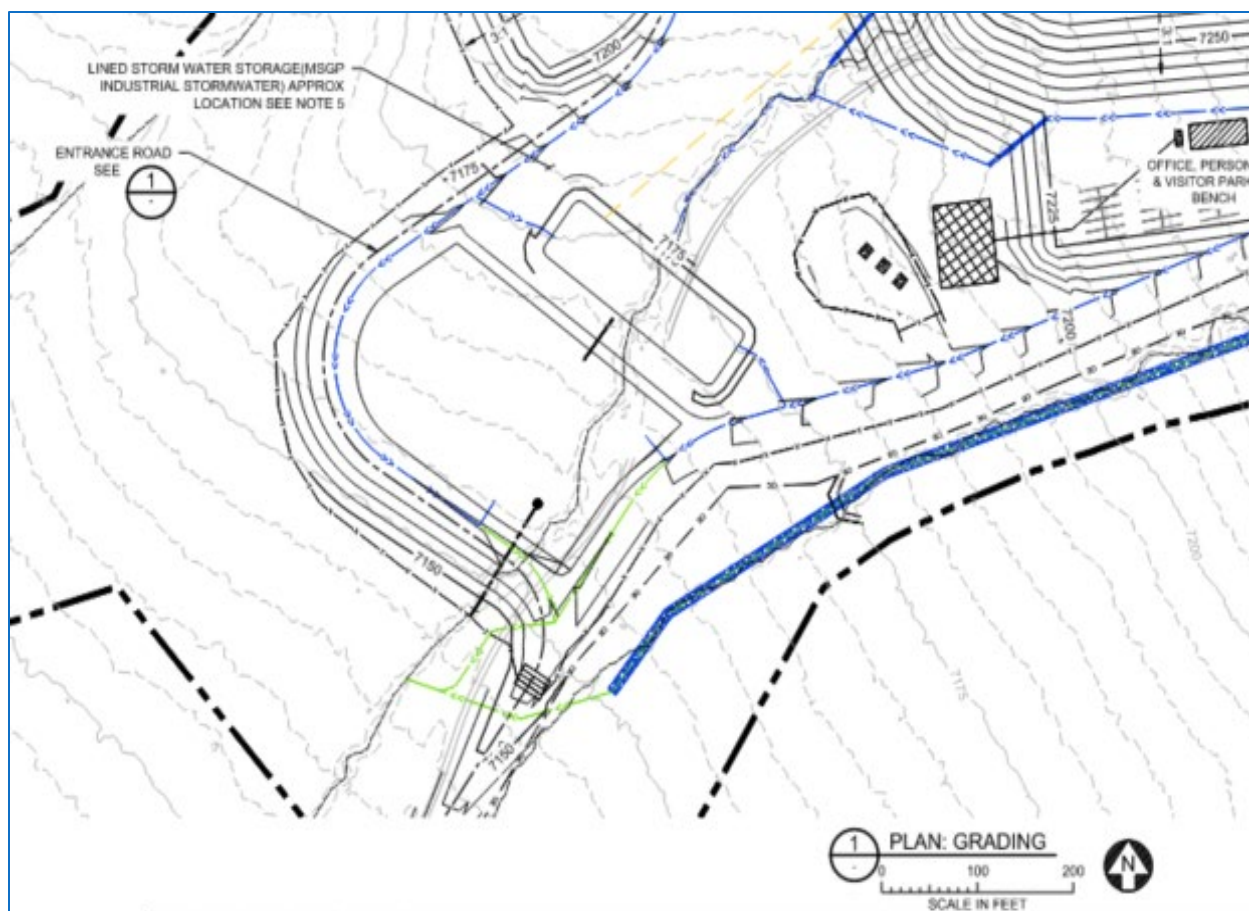 3:1
7200
LINED STORM WATER STORAGE(MSGP
INDUSTRIAL STORMWATER) APPROX
LOCATION SEE NOTE 5
ENTRANCE ROAD
SEE
1
-
7175
7175
3:1
7250
OFFICE, PERSON
& VISITOR PARK
BENCH
7225
7200
7150
7150
7200
7175
1
-
PLAN: GRADING
0
100
200
SCALE IN FEET
N